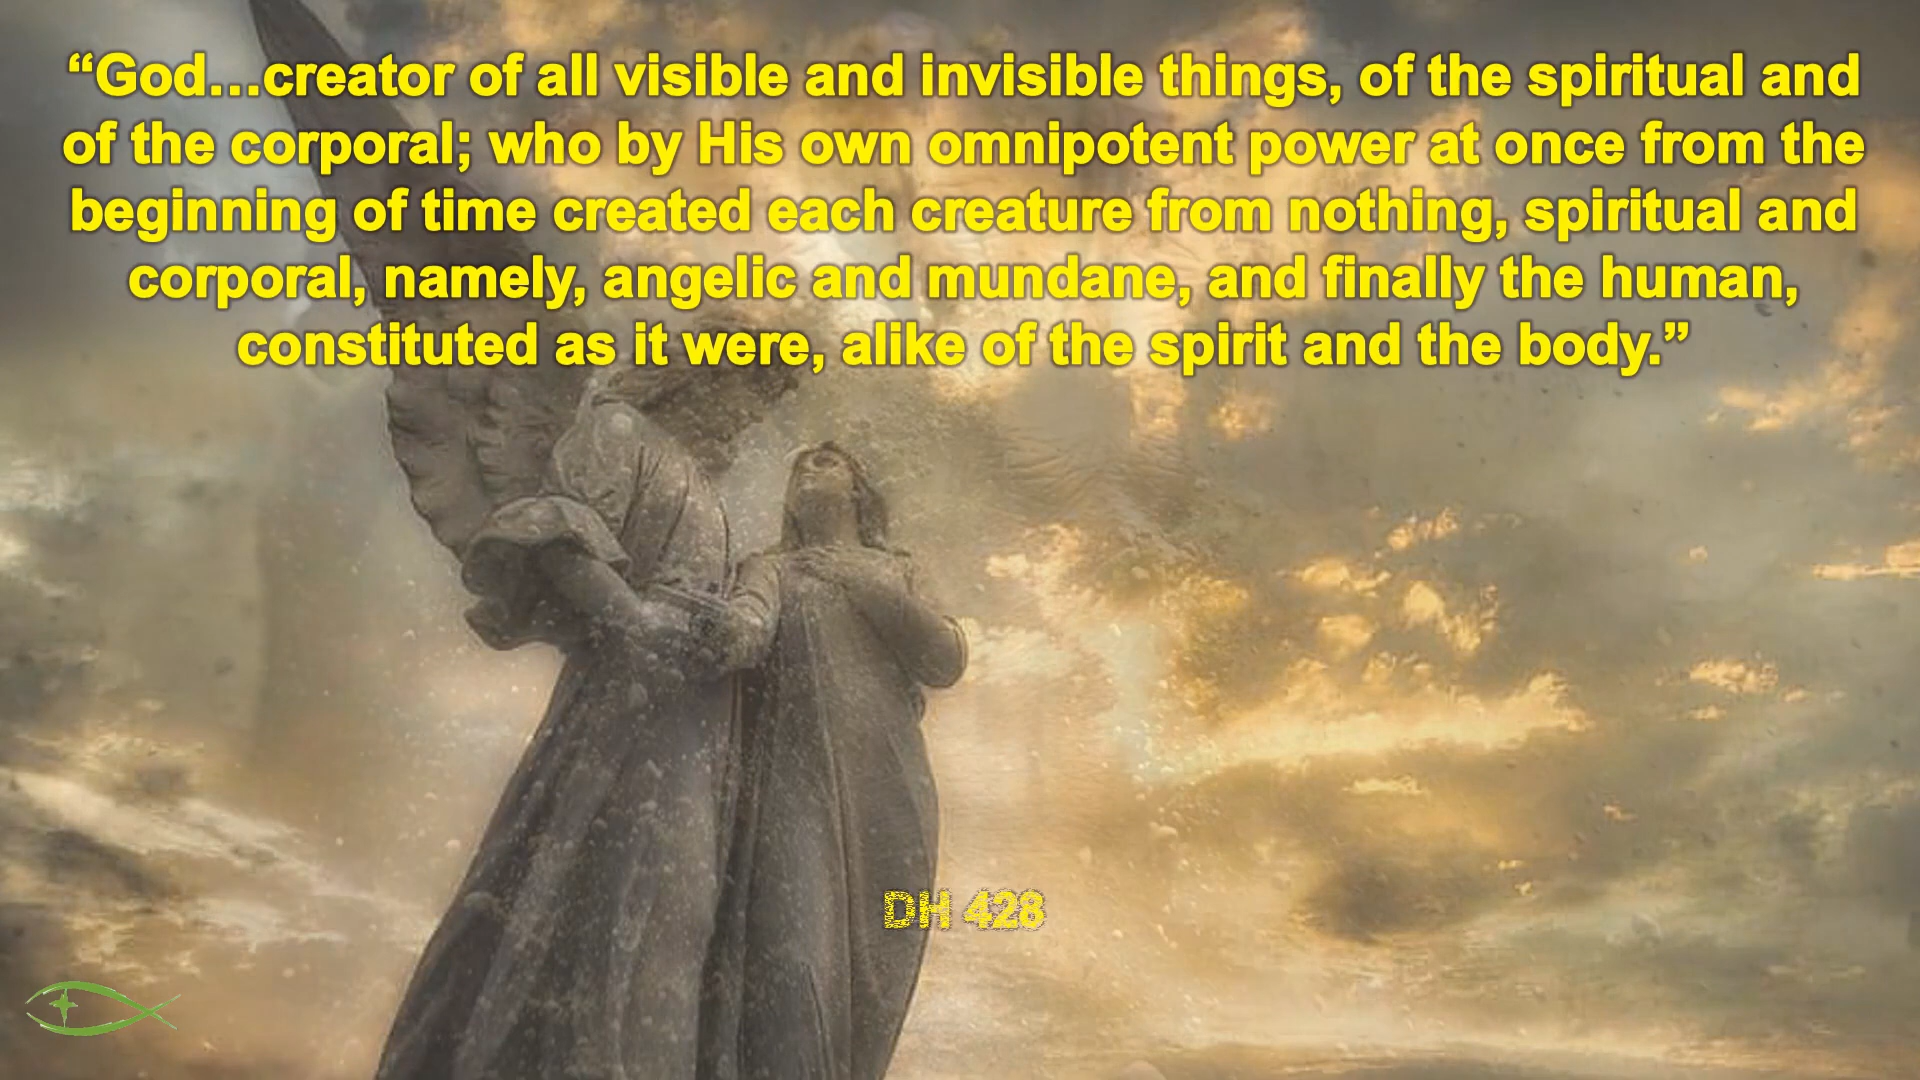 “God…creator of all visible and invisible things, of the spiritual and
of the corporal; who by His own omnipotent power at once from the
beginning of time created each creature from nothing, spiritual and
corporal, namely, angelic and mundane, and finally the human,
constituted as it were, alike of the spirit and the body.”
DH 428